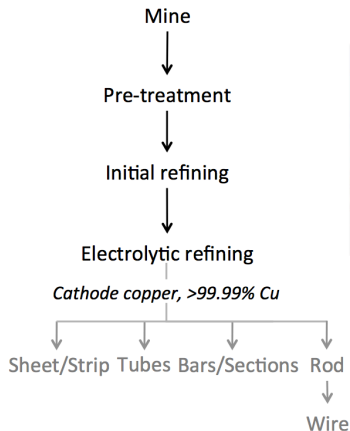 Mine
Pre-treatment
Initial refining
Electrolytic refining
Cathode copper, >99.99% Cu
Sheet/Strip Tubes Bars/Sections Rod
Wire